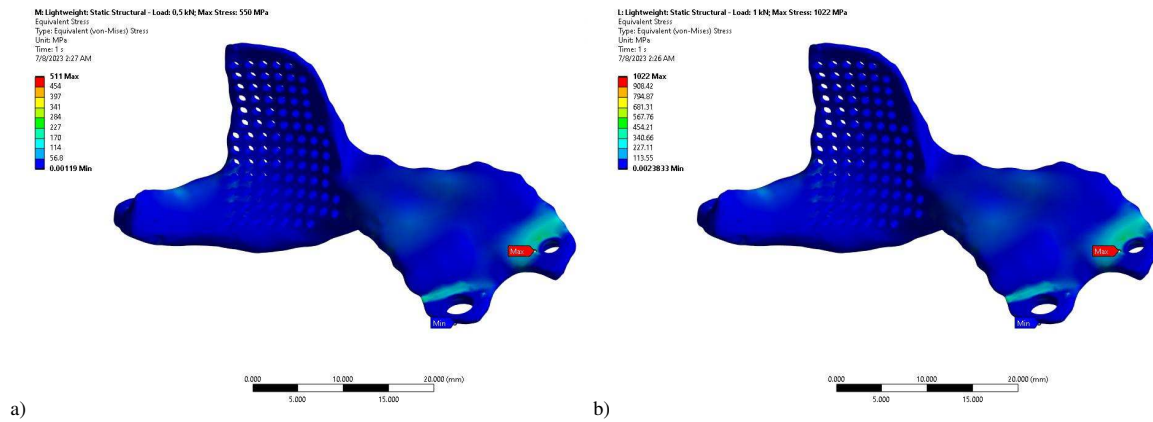 M: Lightweight: Static Structural - Load: 0,5 kN; Max Stress: 550 MPa
Equivalent Stress
Type: Equivalent (von-Mises) Stress
Unit: MPa
Time: 1 s
7/8/2023 2:27 AM
511 Max
454
397
341
284
227
170
114
56.8
0.00119 Min
Max
Min
0.000 10.000 20.000 (mm)
5.000 15.000
a)
L: Lightweight: Static Structural - Load: 1 kN; Max Stress: 1022 MPa
Equivalent Stress
Type: Equivalent (von-Mises) Stress
Unit: MPa
Time: 1 s
7/8/2023 2:26 AM
1022 Max
908.42
794.87
681.31
567.76
454.21
340.66
227.11
113.55
0.0023833 Min
Max
Min
0.000 10.000 20.000 (mm)
5.000 15.000
b)